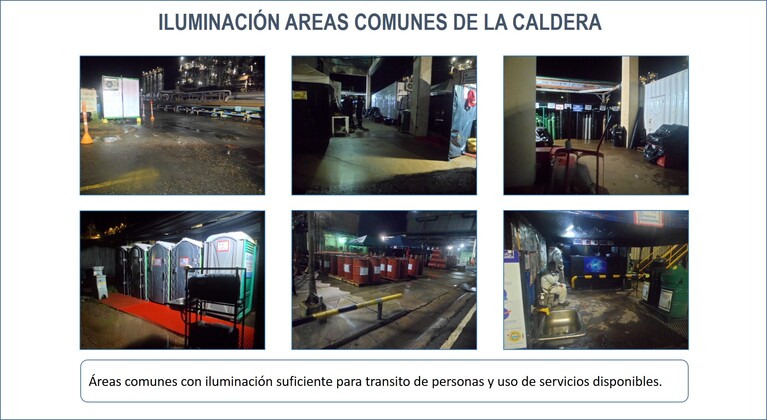 ILUMINACIÓN AREAS COMUNES DE LA CALDERA
Áreas comunes con iluminación suficiente para transito de personas y uso de servicios disponibles.